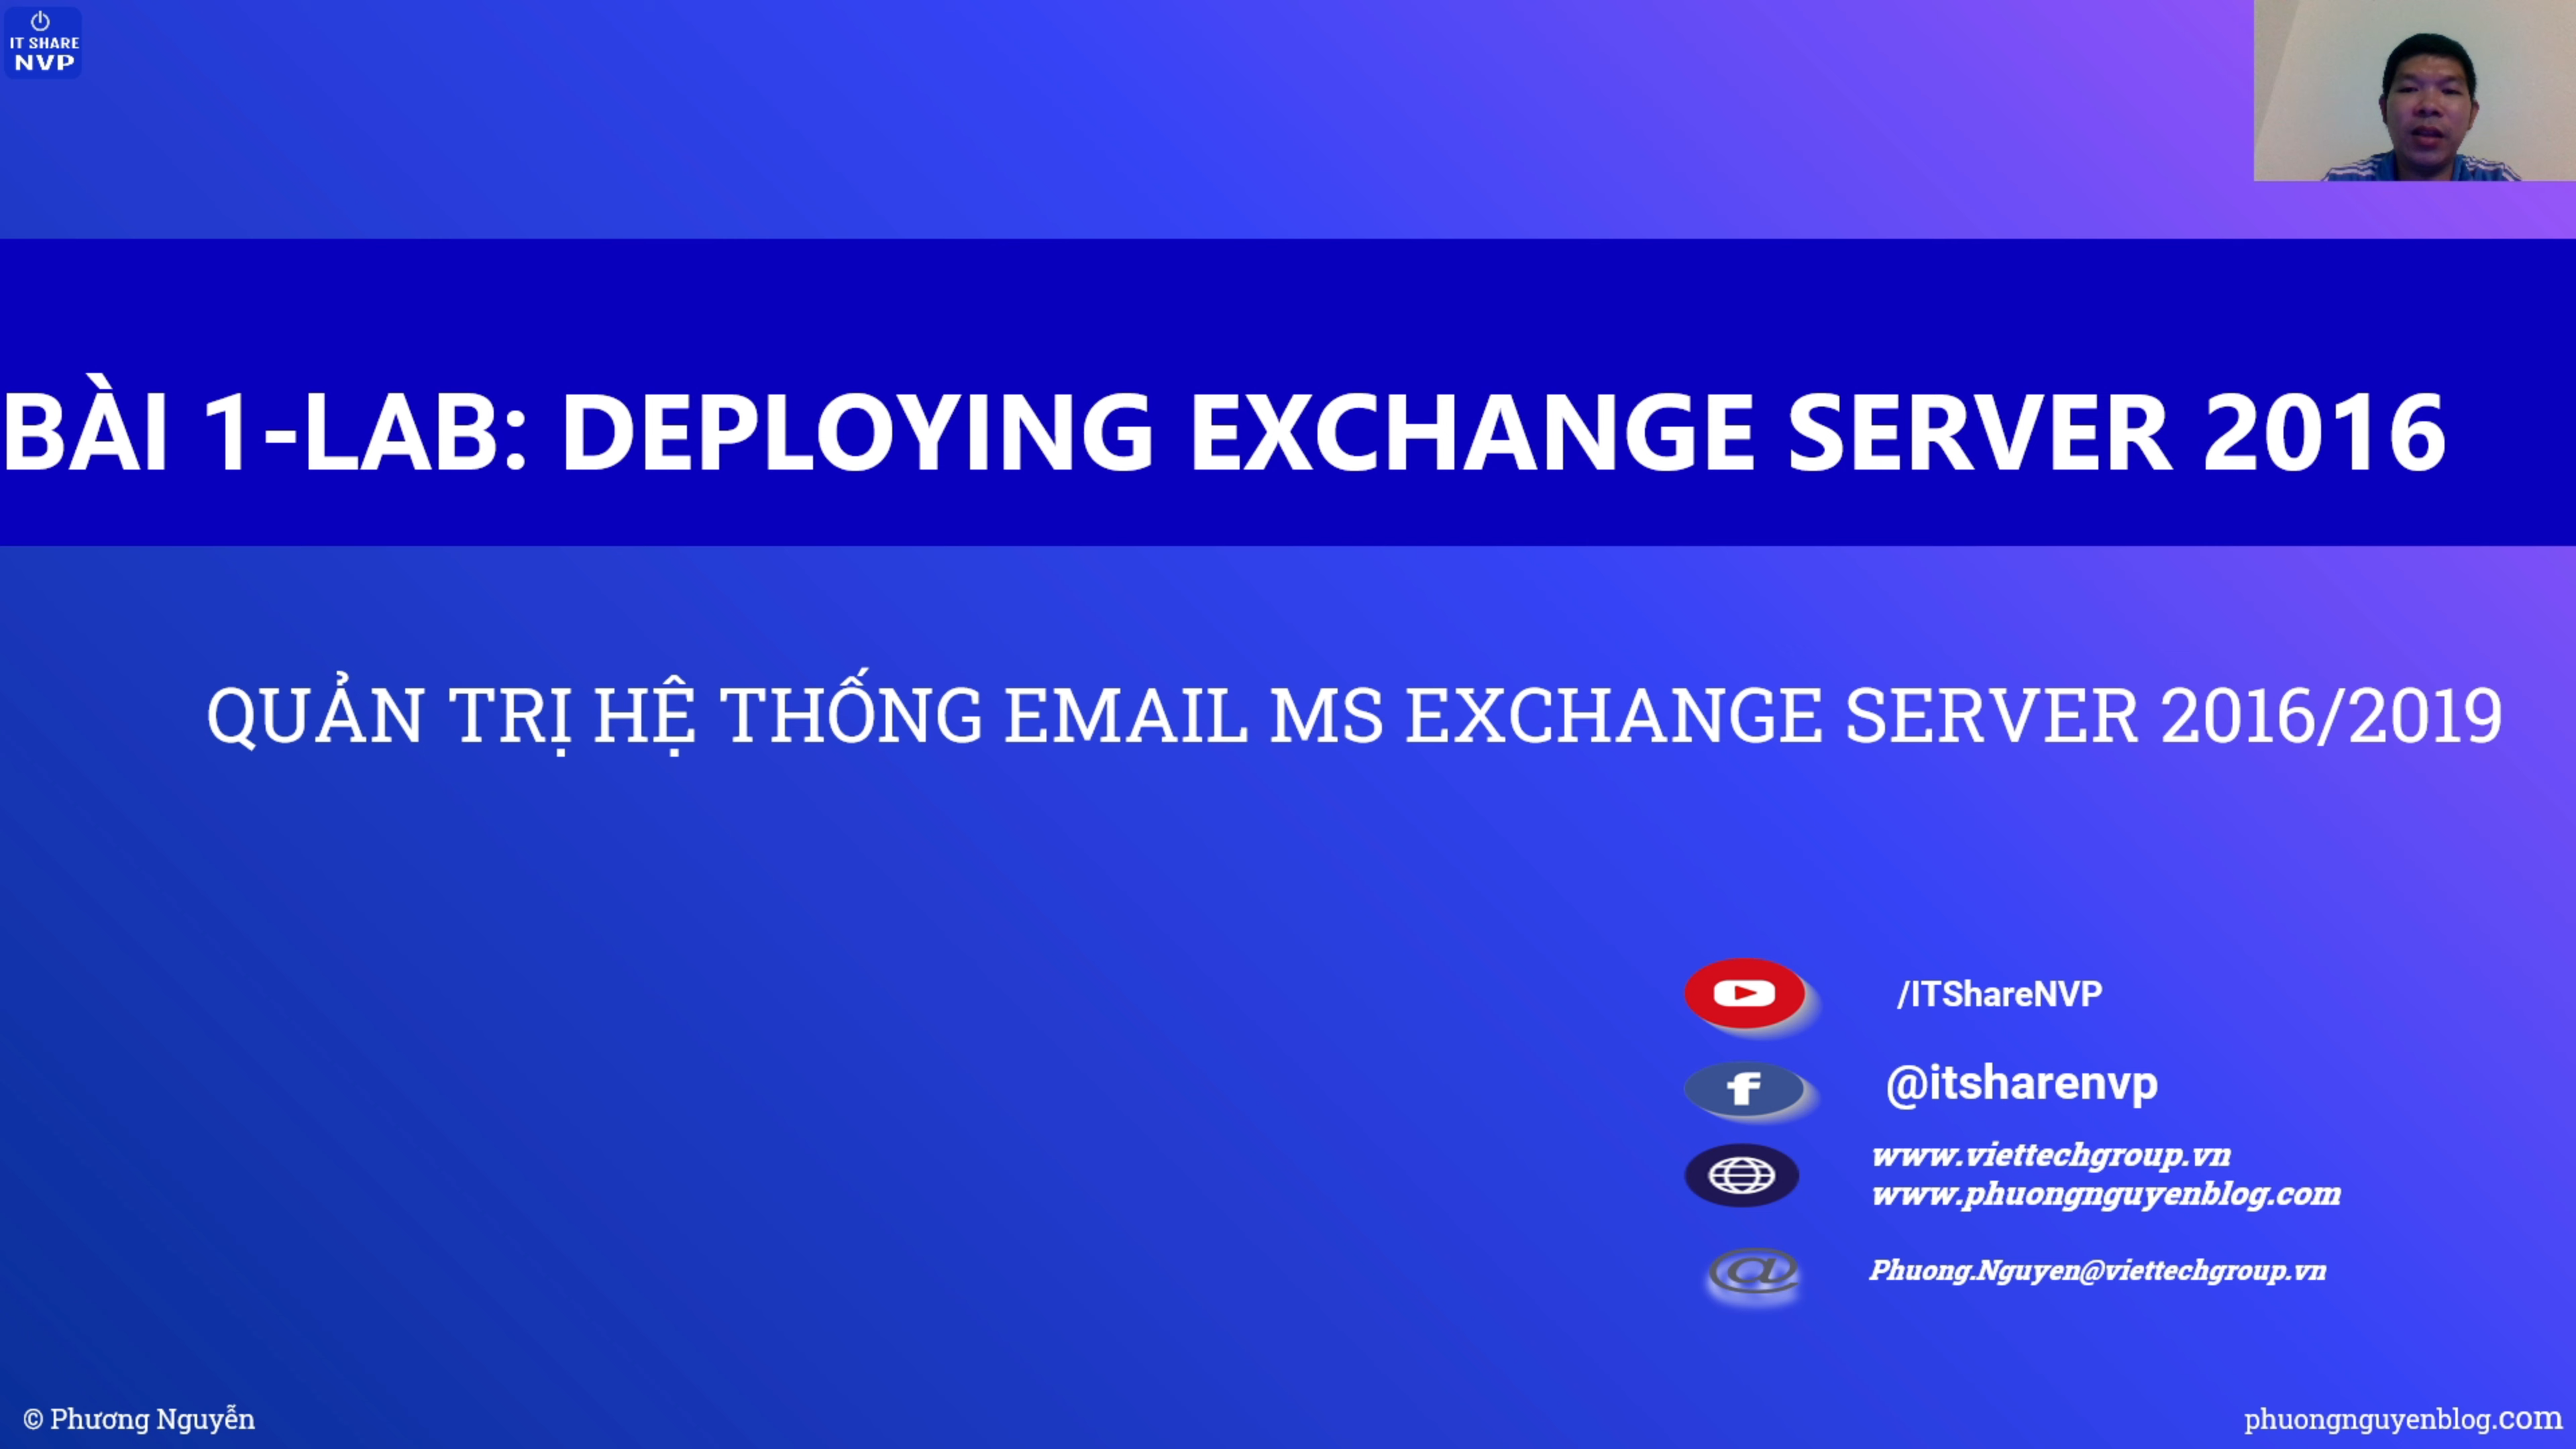 IT SHARE
NVP
BÀI 1-LAB: DEPLOYING EXCHANGE SERVER 2016
QUẢN TRỊ HỆ THỐNG EMAIL MS EXCHANGE SERVER 2016/2019
/ITShareNVP
@itsharenvp
www.viettechgroup.vn
www.phuongnguyenblog.com
Phuong.Nguyen@viettechgroup.vn
© Phương Nguyễn
phuongnguyenblog.com